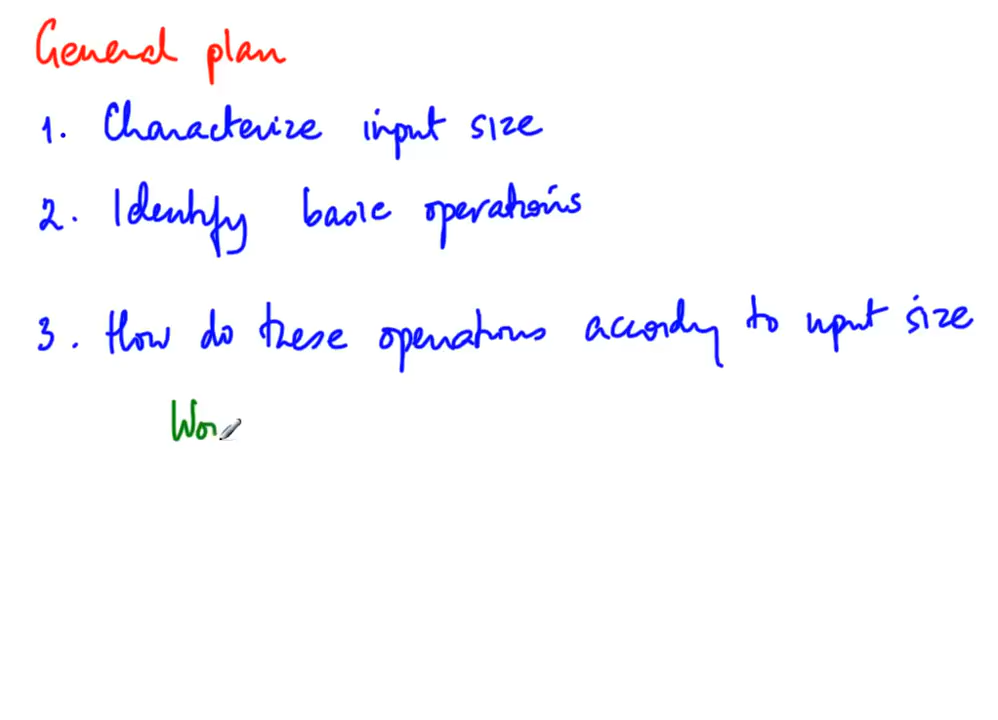 General plan
1. Characterize input size
2. Identify basic operations
3. How do these operations according to input size
Wor